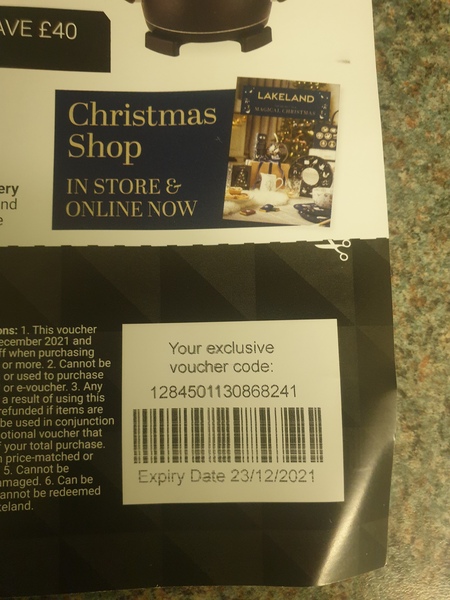 AVE £40
LAKELAND
MAGICAL CHRISTMAS
Christmas
Shop
IN STORE &
ONLINE NOW
ery
nd
e
ons: 1. This voucher
ecember 2021 and
ff when purchasing
or more. 2. Cannot be
or used to purchase
or e-voucher. 3. Any
a result of using this
refunded if items are
be used in conjunction
otional voucher that
f your total purchase.
n price-matched or
5. Cannot be
amaged. 6. Can be
annot be redeemed
keland.
Your exclusive
voucher code:
1284501130868241
Expiry Date 23/12/2021